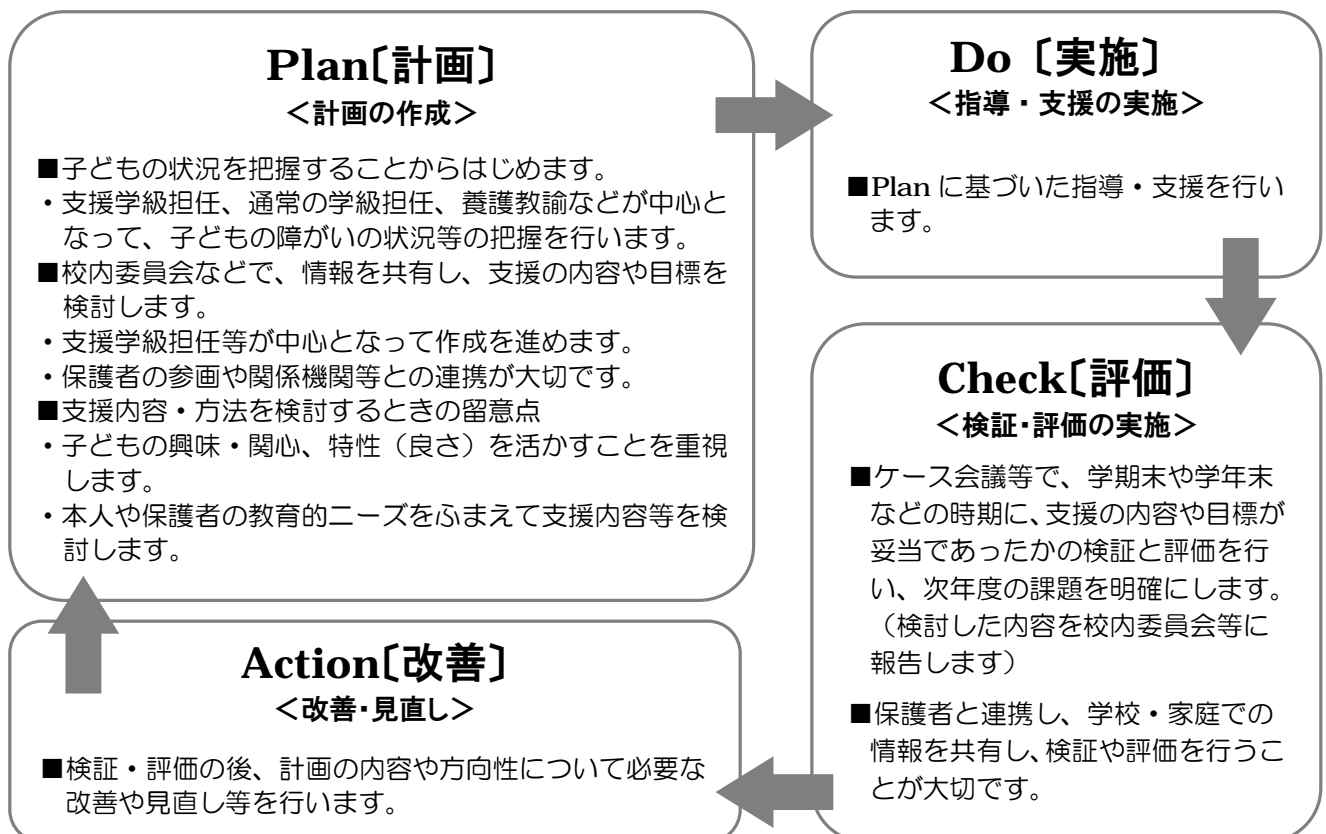 Plan〔計画〕
＜計画の作成＞
■子どもの状況を把握することからはじめます。
・支援学級担任、通常の学級担任、養護教諭などが中心と
なって、子どもの障がいの状況等の把握を行います。
■校内委員会などで、情報を共有し、支援の内容や目標を
検討します。
・支援学級担任等が中心となって作成を進めます。
・保護者の参画や関係機関等との連携が大切です。
■支援内容・方法を検討するときの留意点
・子どもの興味・関心、特性（良さ）を活かすことを重視
します。
・本人や保護者の教育的ニーズをふまえて支援内容等を検
討します。
Do〔実施〕
＜指導・支援の実施＞
■Plan に基づいた指導・支援を行い
ます。
Check〔評価〕
＜検証・評価の実施＞
■ケース会議等で、学期末や学年末
などの時期に、支援の内容や目標が
妥当であったかの検証と評価を行
い、次年度の課題を明確にします。
（検討した内容を校内委員会等に
報告します）
■保護者と連携し、学校・家庭での
情報を共有し、検証や評価を行うこ
とが大切です。
Action〔改善〕
＜改善・見直し＞
■検証・評価の後、計画の内容や方向性について必要な
改善や見直し等を行います。